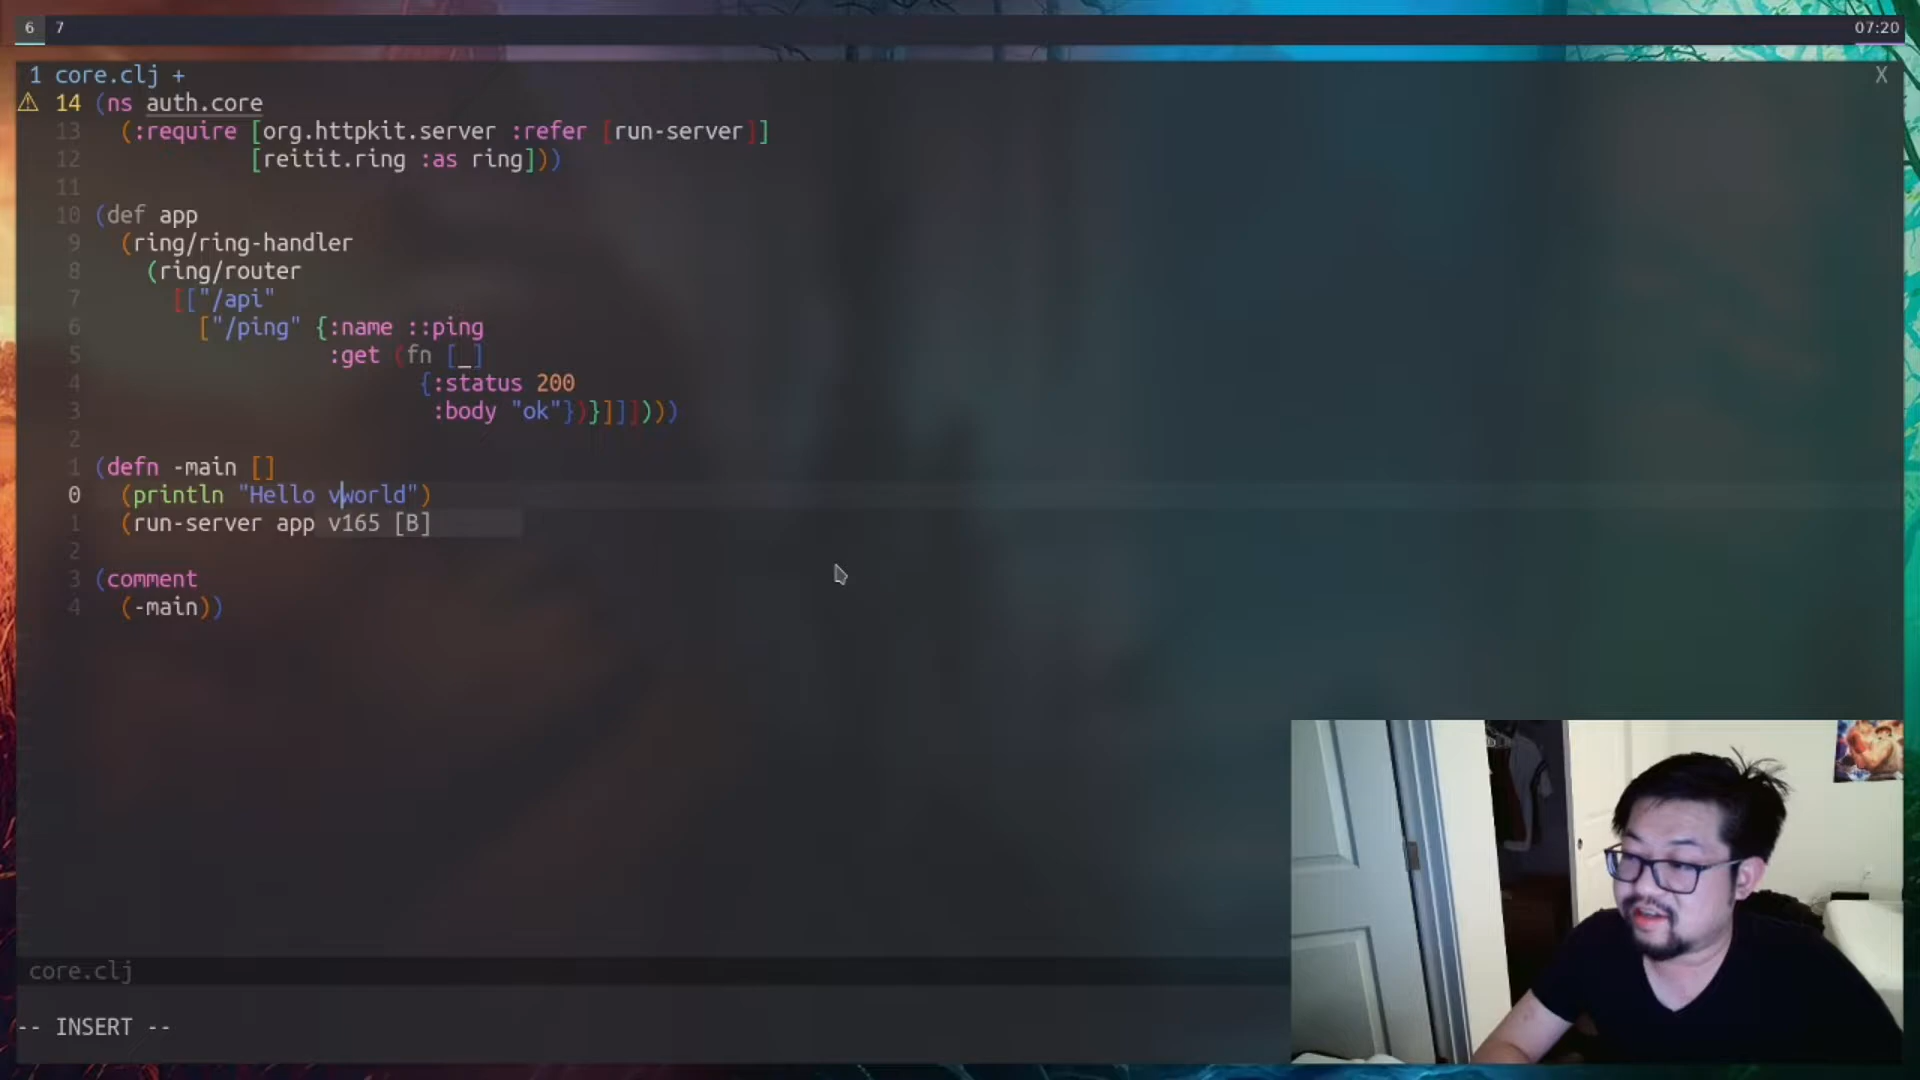 6 7 07:20
1 core.clj + X
⚠ 14 (ns auth.core
13 (:require [org.httpkit.server :refer [run-server]]
12 [reitit.ring :as ring]))
11
10 (def app
9 (ring/ring-handler
8 (ring/router
7 [["/api"
6 ["/ping" {:name ::ping
5 :get (fn [_]
4 {:status 200
3 :body "ok"})}]]])))
2
1 (defn -main []
0 (println "Hello vworld")
1 (run-server app v165 [B]
2
3 (comment
4 (-main))
core.clj
-- INSERT --